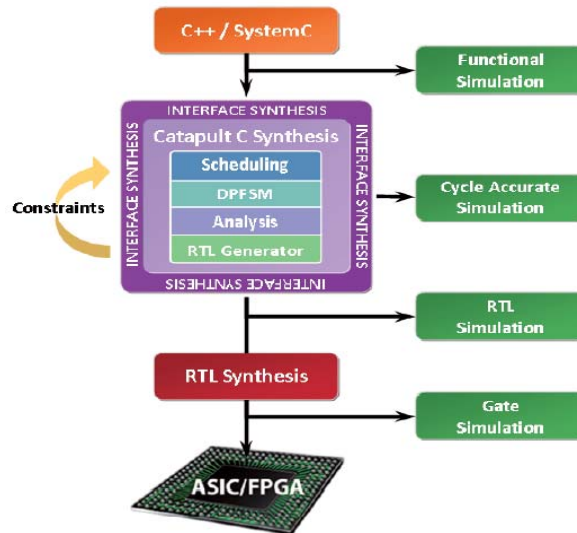 C++ / SystemC
Functional
Simulation
INTERFACE SYNTHESIS
Catapult C Synthesis
INTERFACE SYNTHESIS
INTERFACE SYNTHESIS
Scheduling
DPFSM
Analysis
RTL Generator
Constraints
Cycle Accurate
Simulation
INTERFACE SYNTHESIS
RTL
Simulation
RTL Synthesis
Gate
Simulation
ASIC/FPGA